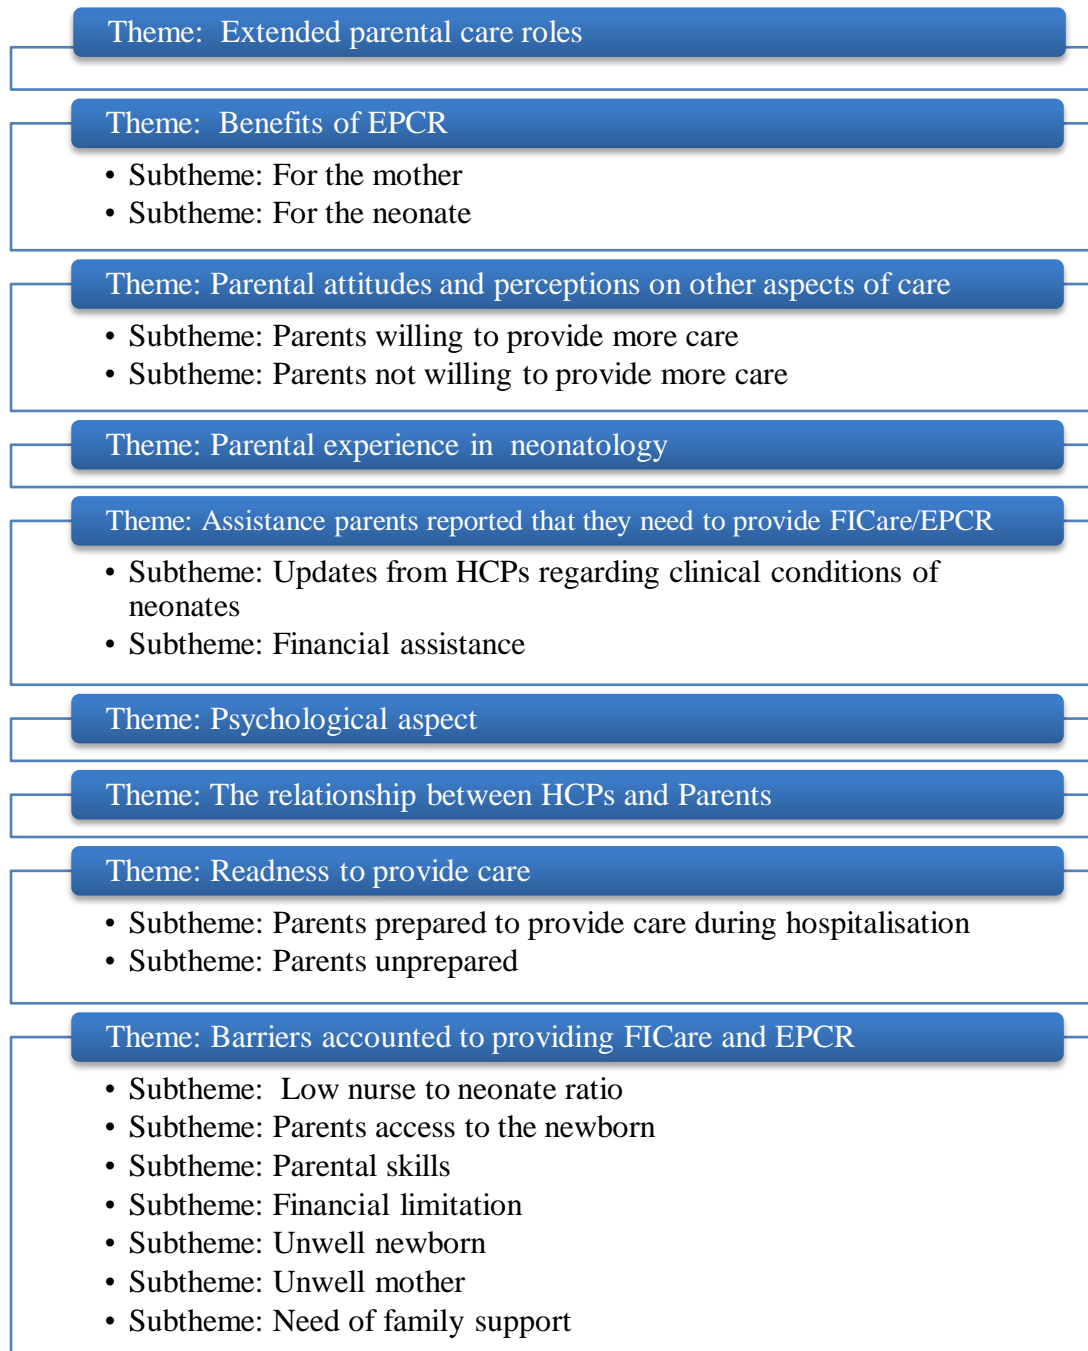 Theme: Extended parental care roles
Theme: Benefits of EPCR
• Subtheme: For the mother
• Subtheme: For the neonate
Theme: Parental attitudes and perceptions on other aspects of care
• Subtheme: Parents willing to provide more care
• Subtheme: Parents not willing to provide more care
Theme: Parental experience in neonatology
Theme: Assistance parents reported that they need to provide FICare/EPCR
• Subtheme: Updates from HCPs regarding clinical conditions of
neonates
• Subtheme: Financial assistance
Theme: Psychological aspect
Theme: The relationship between HCPs and Parents
Theme: Readness to provide care
• Subtheme: Parents prepared to provide care during hospitalisation
• Subtheme: Parents unprepared
Theme: Barriers accounted to providing FICare and EPCR
• Subtheme: Low nurse to neonate ratio
• Subtheme: Parents access to the newborn
• Subtheme: Parental skills
• Subtheme: Financial limitation
• Subtheme: Unwell newborn
• Subtheme: Unwell mother
• Subtheme: Need of family support